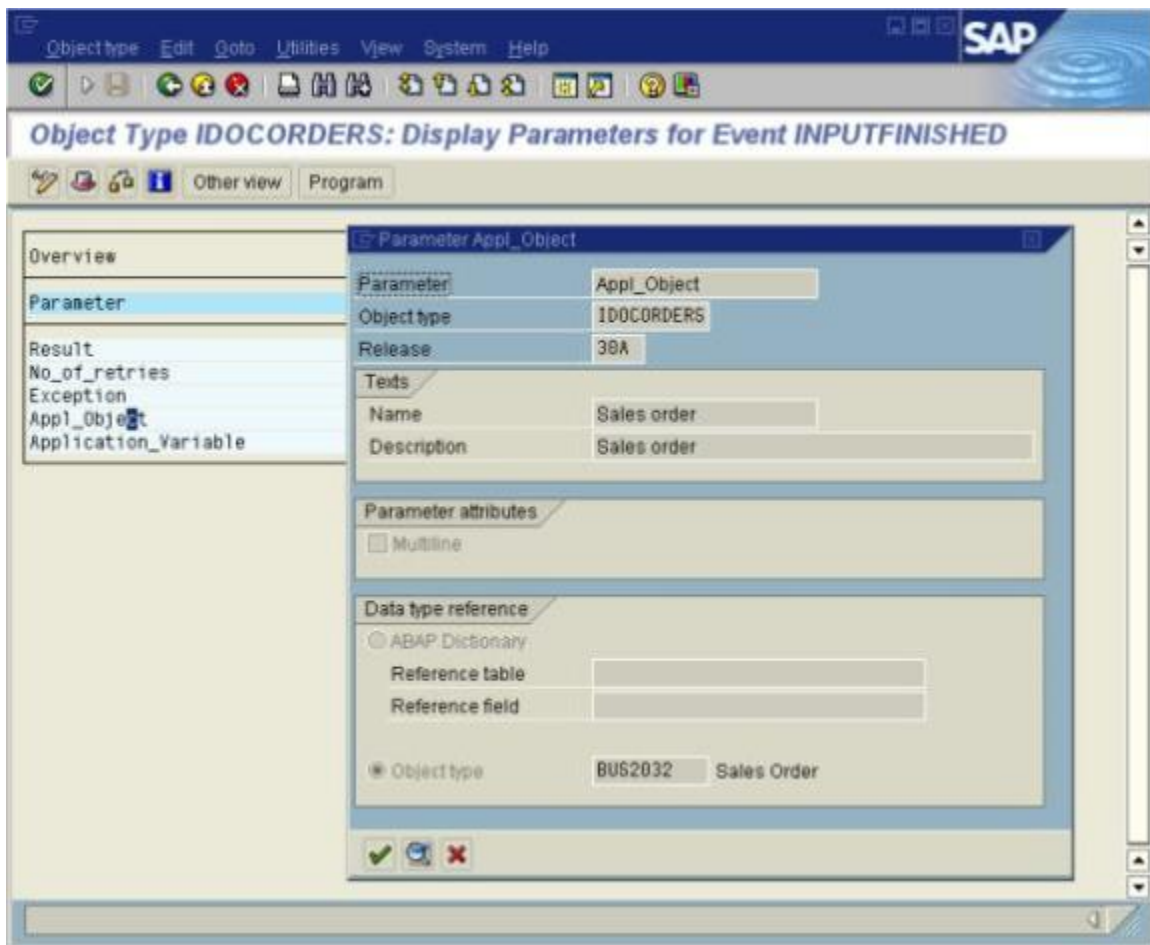 SAP
Object type Edit Goto Utilities View System Help
Object Type IDOCORDERS: Display Parameters for Event INPUTFINISHED
Other view Program
Overview
Parameter
Result
No_of_retries
Exception
Appl_Object
Application_Variable
Parameter Appl_Object
Parameter Appl_Object
Object type IDOCORDERS
Release 30A
Texts
Name Sales order
Description Sales order
Parameter attributes
Multiline
Data type reference
ABAP Dictionary
Reference table
Reference field
Object type BUS2032 Sales Order